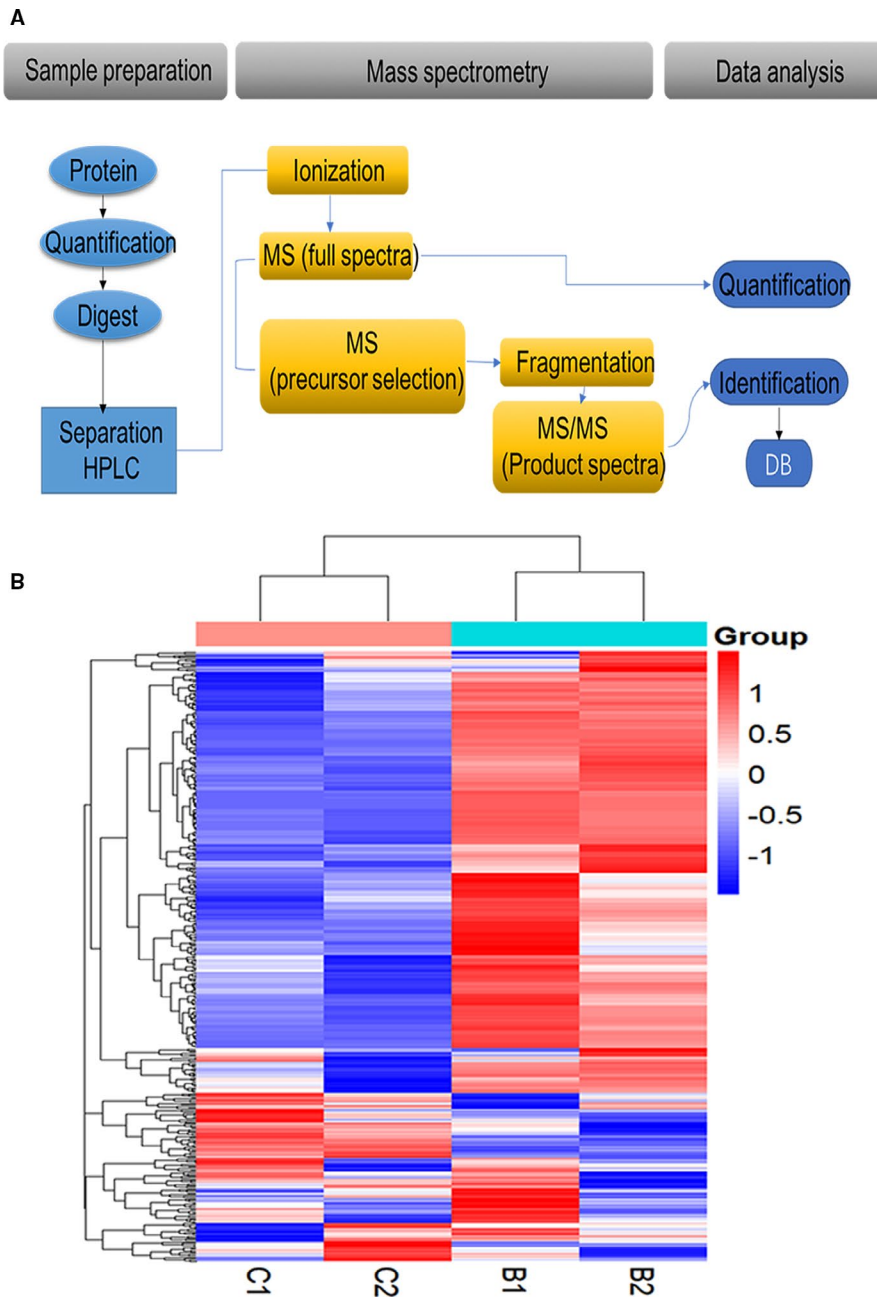 A
Sample preparation
Mass spectrometry
Data analysis
Protein
Quantification
Digest
Separation
HPLC
Ionization
MS (full spectra)
MS
(precursor selection)
Fragmentation
MS/MS
(Product spectra)
Quantification
Identification
DB
B
Group
1
0.5
0
-0.5
-1
C1
C2
B1
B2